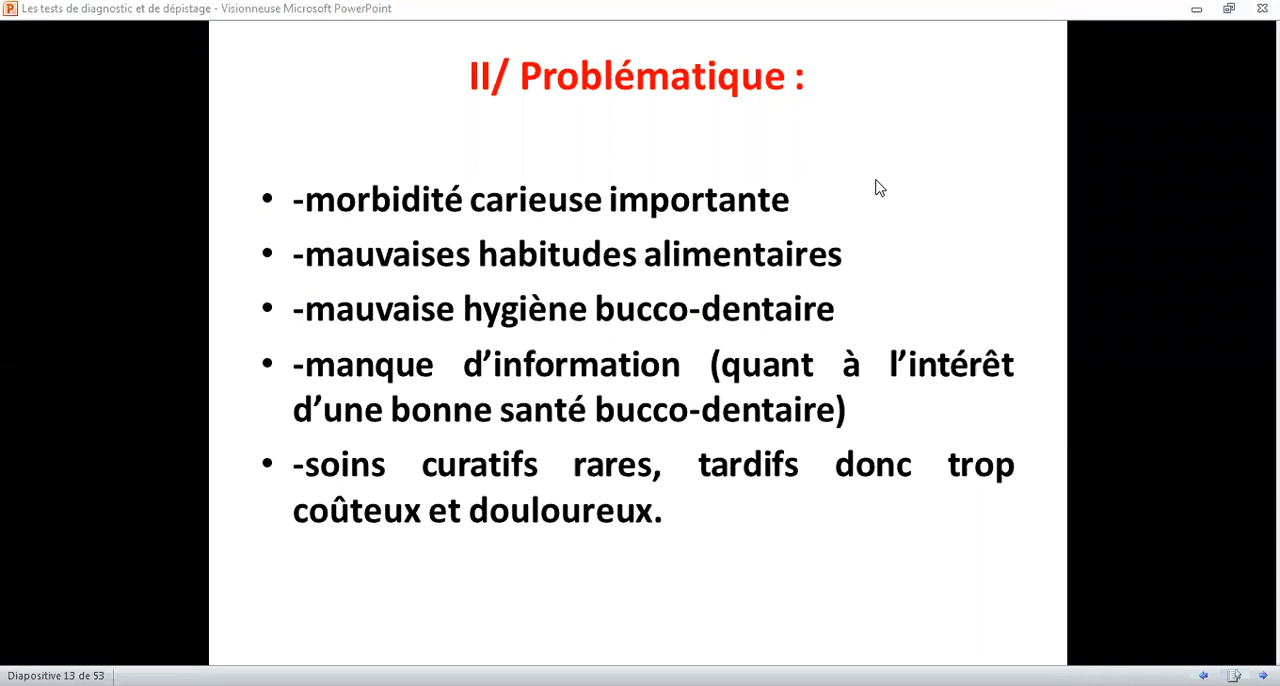 Les tests de diagnostic et de dépistage - Visionneuse Microsoft PowerPoint
II/ Problématique :
• -morbidité carieuse importante
• -mauvaises habitudes alimentaires
• -mauvaise hygiène bucco-dentaire
• -manque d’information (quant à l’intérêt
d’une bonne santé bucco-dentaire)
• -soins curatifs rares, tardifs donc trop
coûteux et douloureux.
Diapositive 13 de 53